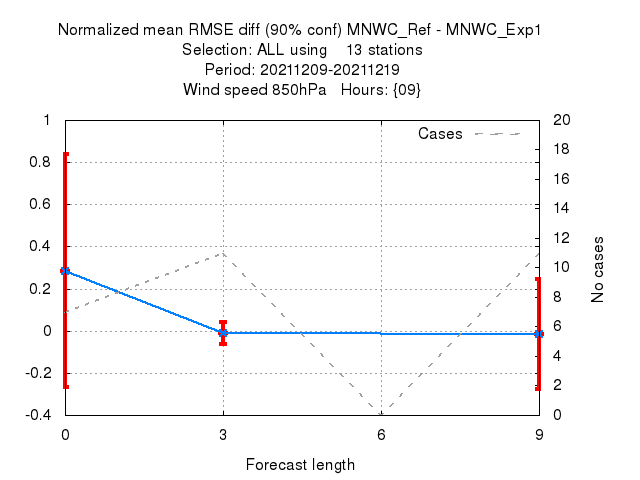 Normalized mean RMSE diff (90% conf) MNWC_Ref - MNWC_Exp1
Selection: ALL using 13 stations
Period: 20211209-20211219
Wind speed 850hPa Hours: {09}
Cases
1
0.8
0.6
0.4
0.2
0
-0.2
-0.4
20
18
16
14
12
10
8
6
4
2
0
No cases
0 3 6 9
Forecast length